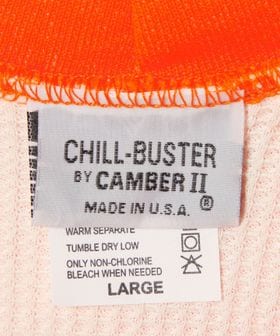 CHILL-BUSTER
BY CAMBER II
MADE IN U.S.A. ®
WARM SEPARATE
TUMBLE DRY LOW
ONLY NON-CHLORINE
BLEACH WHEN NEEDED
LARGE